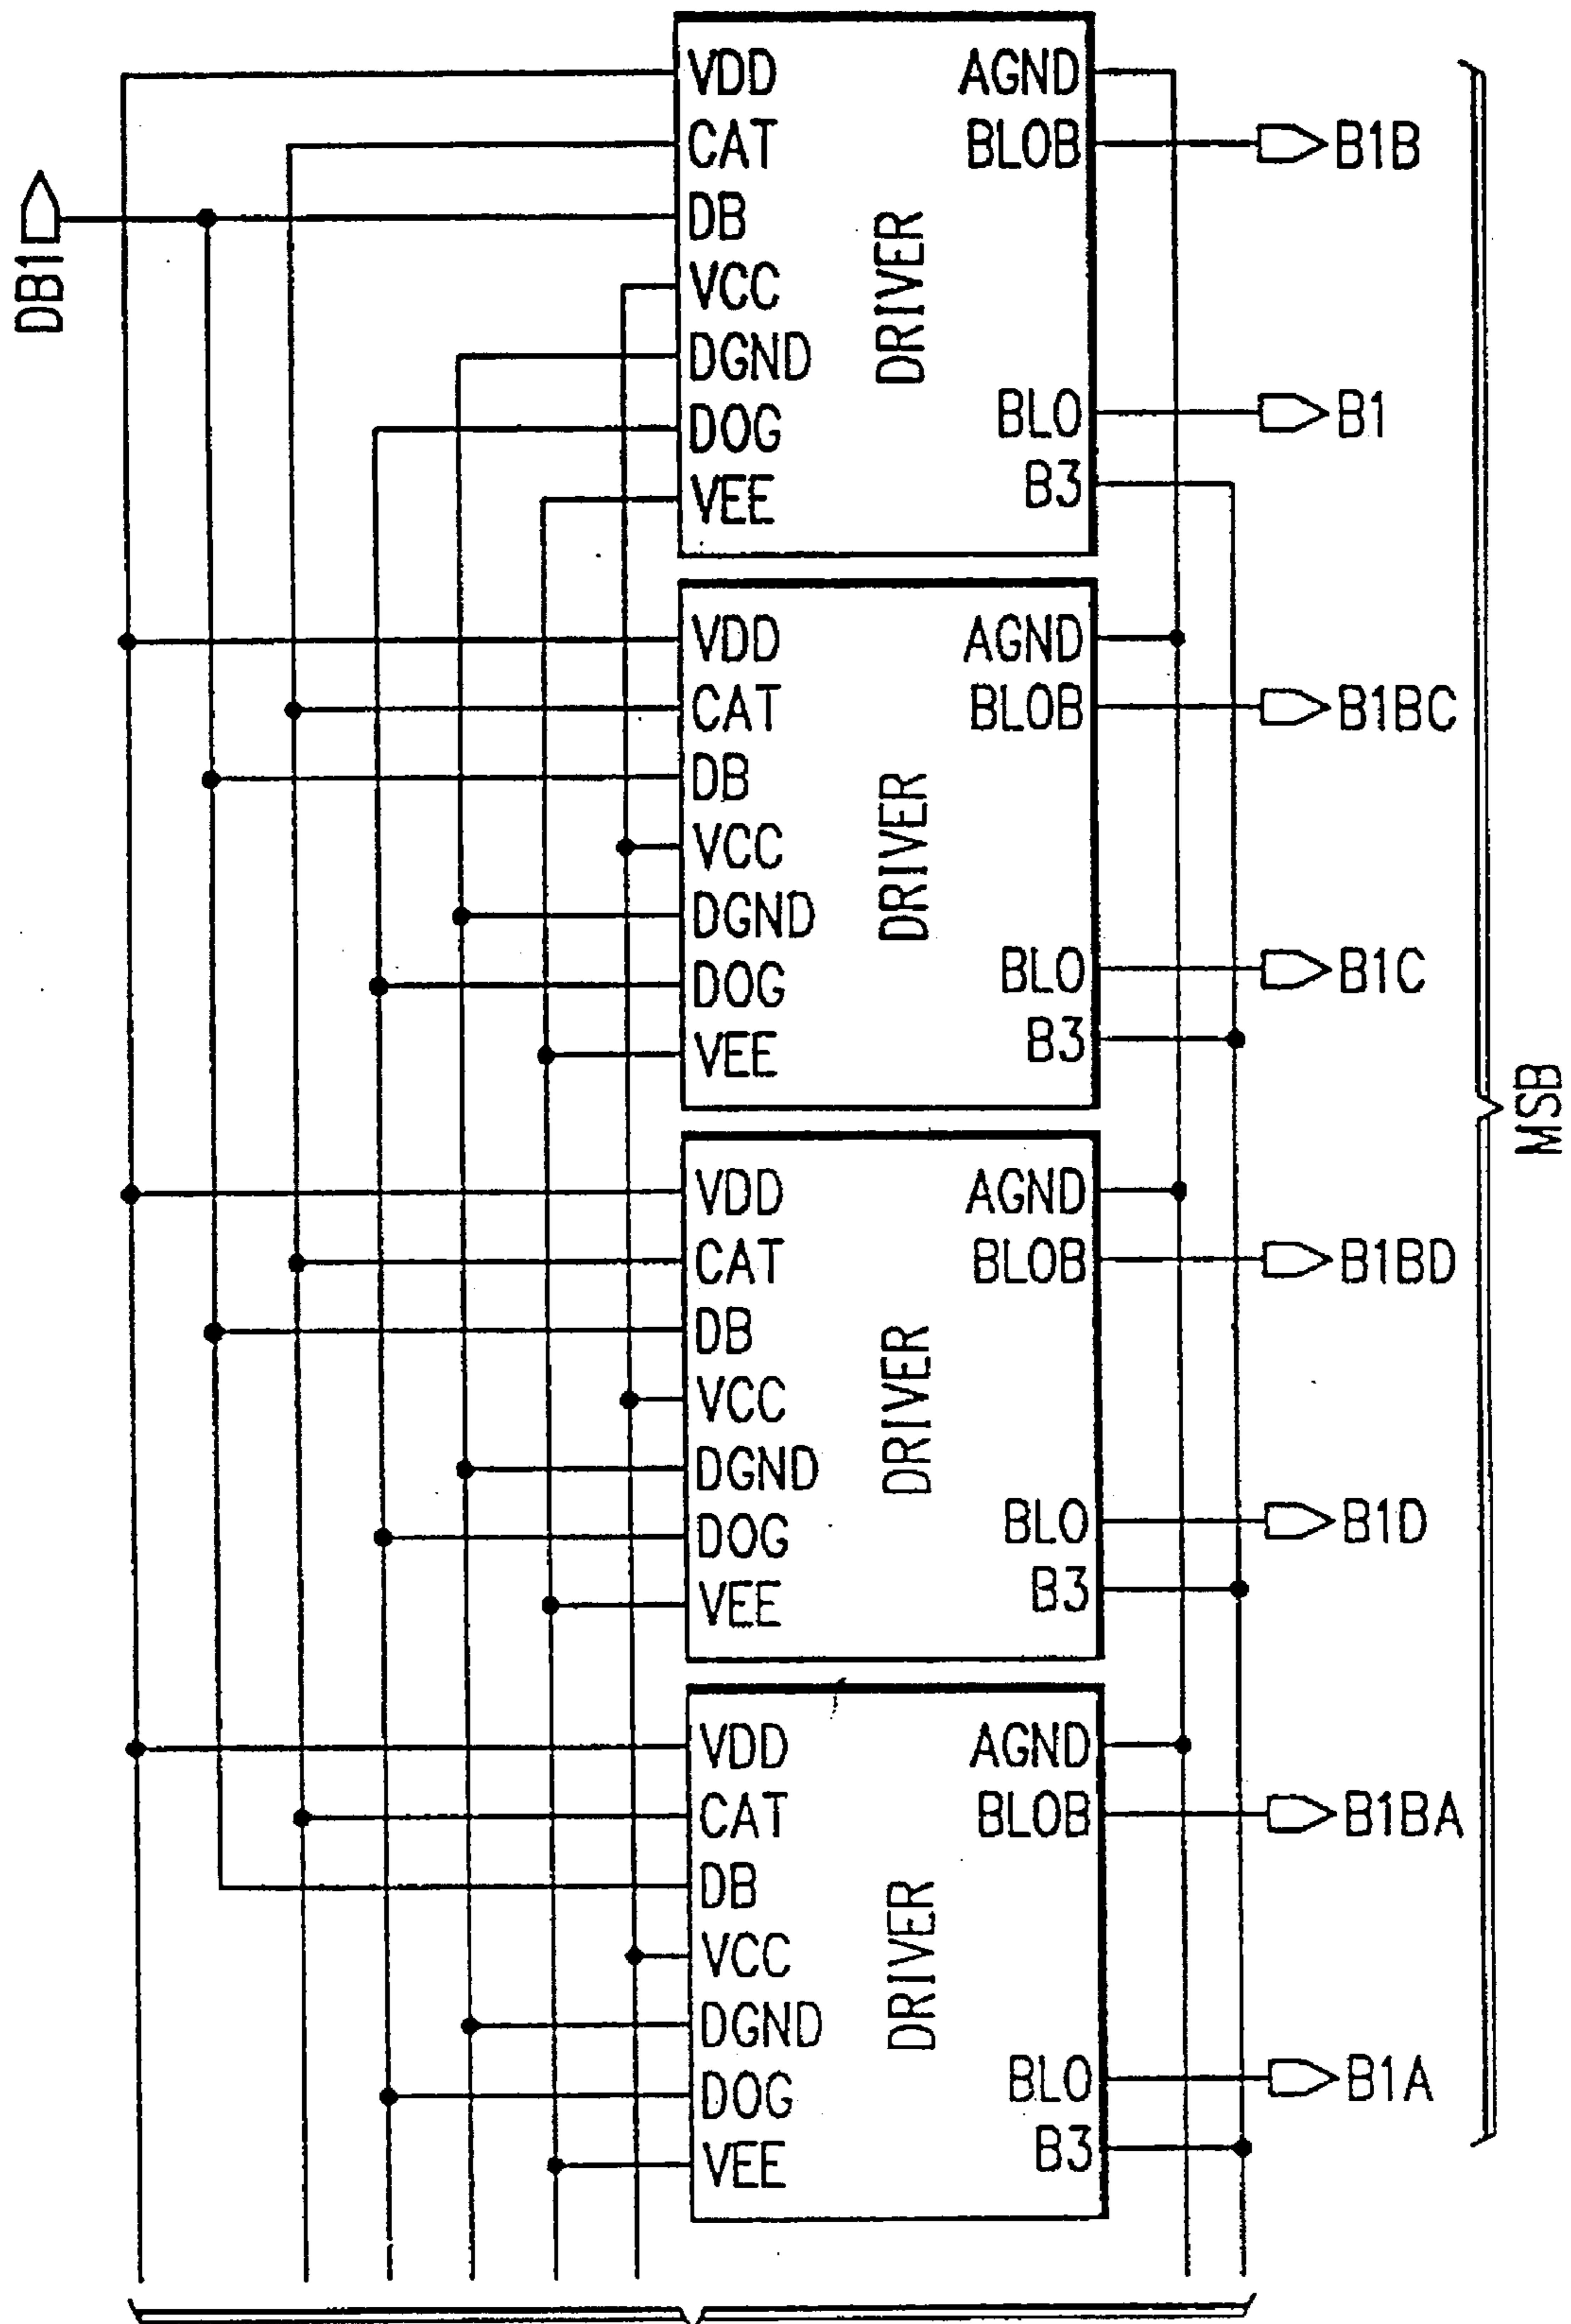 DB1
VDD AGND
CAT BLOB B1B
DB
VCC
DRIVER
DGND
DOG BLO B1
VEE B3
VDD AGND
CAT BLOB B1BC
DB
VCC
DRIVER
DGND
DOG BLO B1C
VEE B3
MSB
VDD AGND
CAT BLOB B1BD
DB
VCC
DRIVER
DGND
DOG BLO B1D
VEE B3
VDD AGND
CAT BLOB B1BA
DB
VCC
DRIVER
DGND
DOG BLO B1A
VEE B3